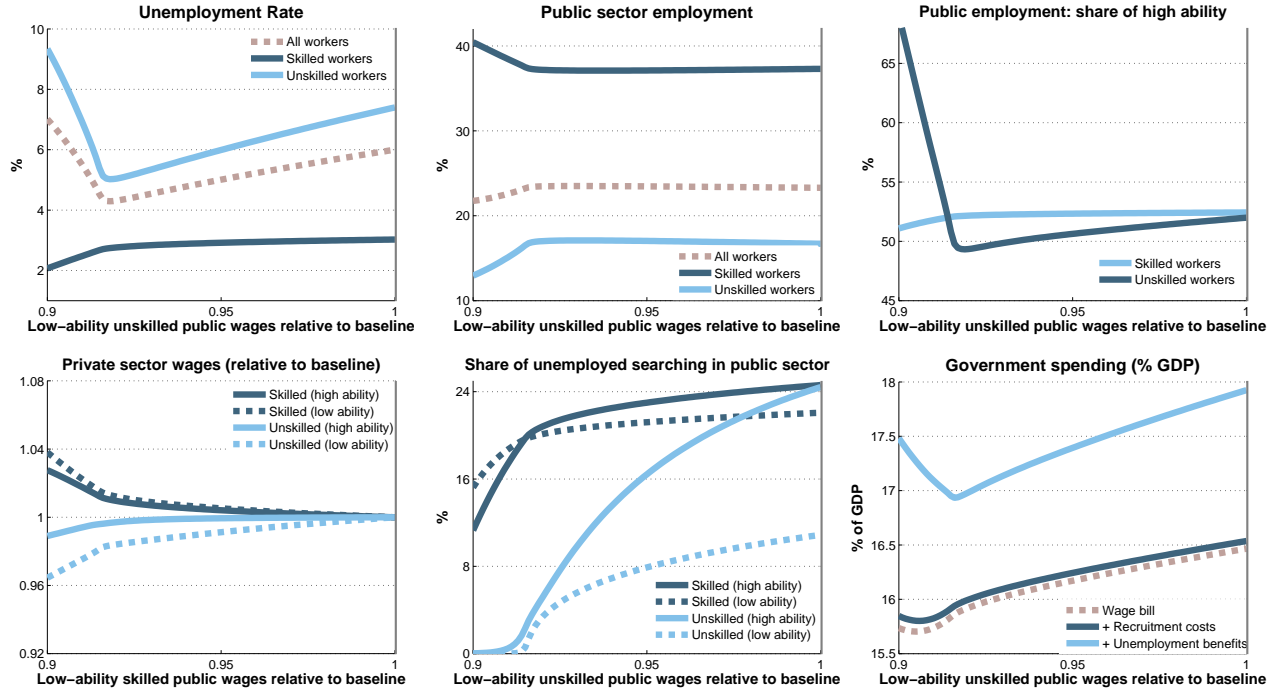 Unemployment Rate
10
8
6
4
2
%
0.9
0.95
1
All workers
Skilled workers
Unskilled workers
Low–ability unskilled public wages relative to baseline
Public sector employment
40
30
20
10
%
0.9
0.95
1
All workers
Skilled workers
Unskilled workers
Low–ability unskilled public wages relative to baseline
Public employment: share of high ability
65
60
55
50
45
%
0.9
0.95
1
Skilled workers
Unskilled workers
Low–ability unskilled public wages relative to baseline
Private sector wages (relative to baseline)
1.08
1.04
1
0.96
0.92
0.9
0.95
1
Skilled (high ability)
Skilled (low ability)
Unskilled (high ability)
Unskilled (low ability)
Low–ability skilled public wages relative to baseline
Share of unemployed searching in public sector
24
16
8
0
%
0.9
0.95
1
Skilled (high ability)
Skilled (low ability)
Unskilled (high ability)
Unskilled (low ability)
Low–ability unskilled public wages relative to baseline
Government spending (% GDP)
18
17.5
17
16.5
16
15.5
% of GDP
0.9
0.95
1
Wage bill
+ Recruitment costs
+ Unemployment benefits
Low–ability unskilled public wages relative to baseline